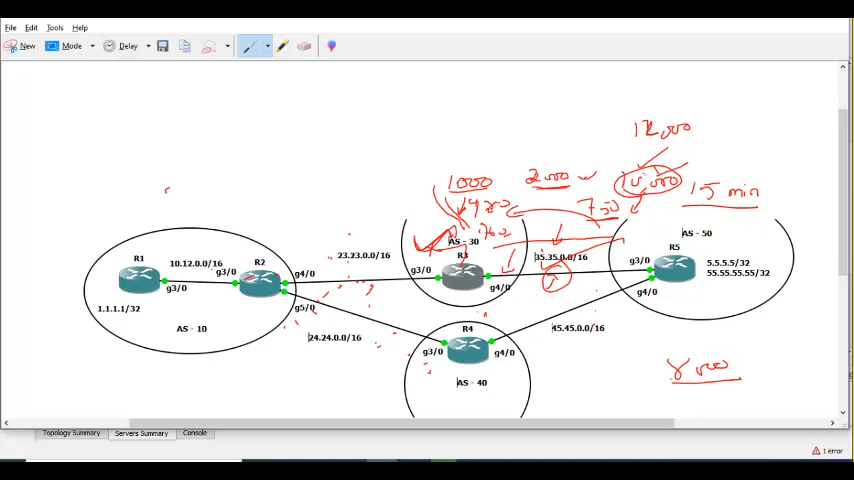 File Edit Tools Help
New Mode Delay
12,000
1000 2000 10,000 15 min
750
AS - 30 AS - 50
R1 R2 R3 R5
10.12.0.0/16 23.23.0.0/16 35.35.0.0/16
g3/0 g3/0 g4/0 g3/0 g4/0 g3/0
5.5.5.5/32
55.55.55.55/32
1.1.1.1/32 g5/0 g4/0
AS - 10 24.24.0.0/16 R4 45.45.0.0/16
g3/0 g4/0
AS - 40
8000
Topology Summary Servers Summary Console
1 error